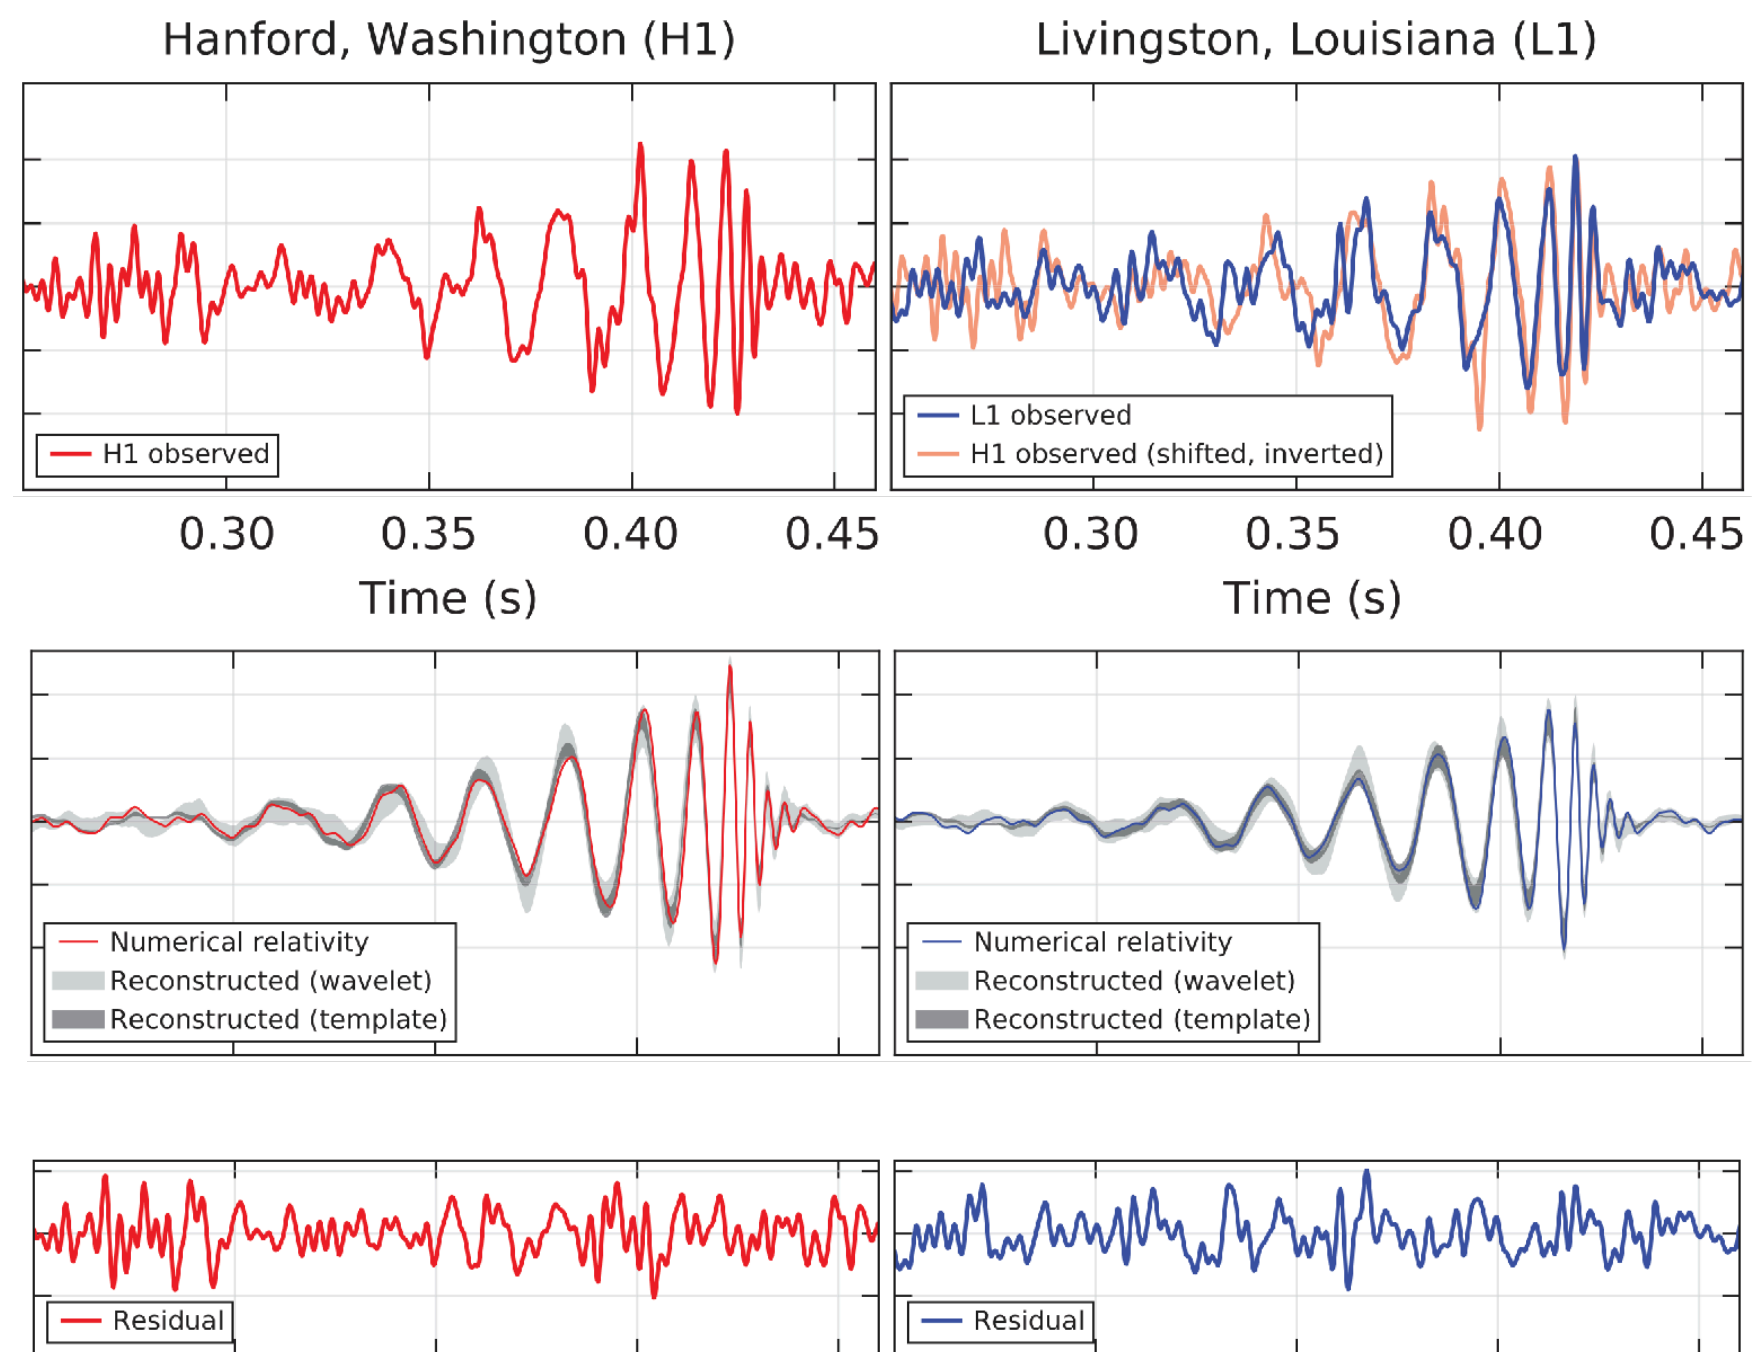 Hanford, Washington (H1)
Livingston, Louisiana (L1)
H1 observed
L1 observed
H1 observed (shifted, inverted)
0.30 0.35 0.40 0.45
Time (s)
0.30 0.35 0.40 0.45
Time (s)
Numerical relativity
Reconstructed (wavelet)
Reconstructed (template)
Numerical relativity
Reconstructed (wavelet)
Reconstructed (template)
Residual
Residual